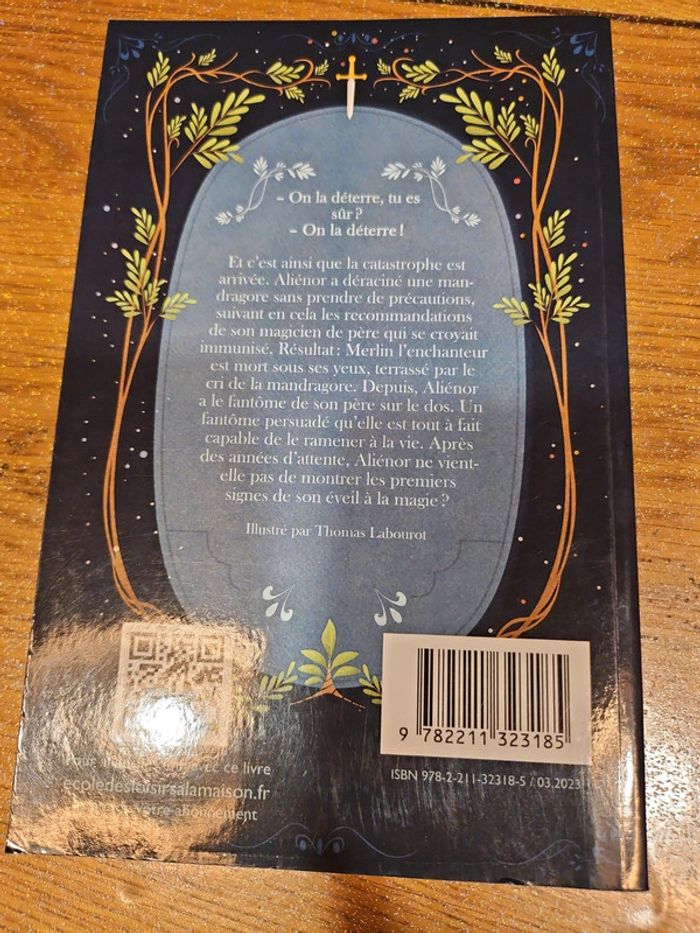 – On la déterre, tu es
sûr ?
– On la déterre !
Et c'est ainsi que la catastrophe est
arrivée. Aliénor a déraciné une man-
dragore sans prendre de précautions,
suivant en cela les recommandations
de son magicien de père qui se croyait
immunisé. Résultat : Merlin l'enchanteur
est mort sous ses yeux, terrassé par le
cri de la mandragore. Depuis, Aliénor
a le fantôme de son père sur le dos. Un
fantôme persuadé qu'elle est tout à fait
capable de le ramener à la vie. Après
des années d'attente, Aliénor ne vient-
elle pas de montrer les premiers
signes de son éveil à la magie ?
Illustré par Thomas Labourot
9 782211 323185
ISBN 978-2-211-32318-5 / 03.2023
avec ce livre
ecoledesloisirsalamaison.fr
votre-abonnement